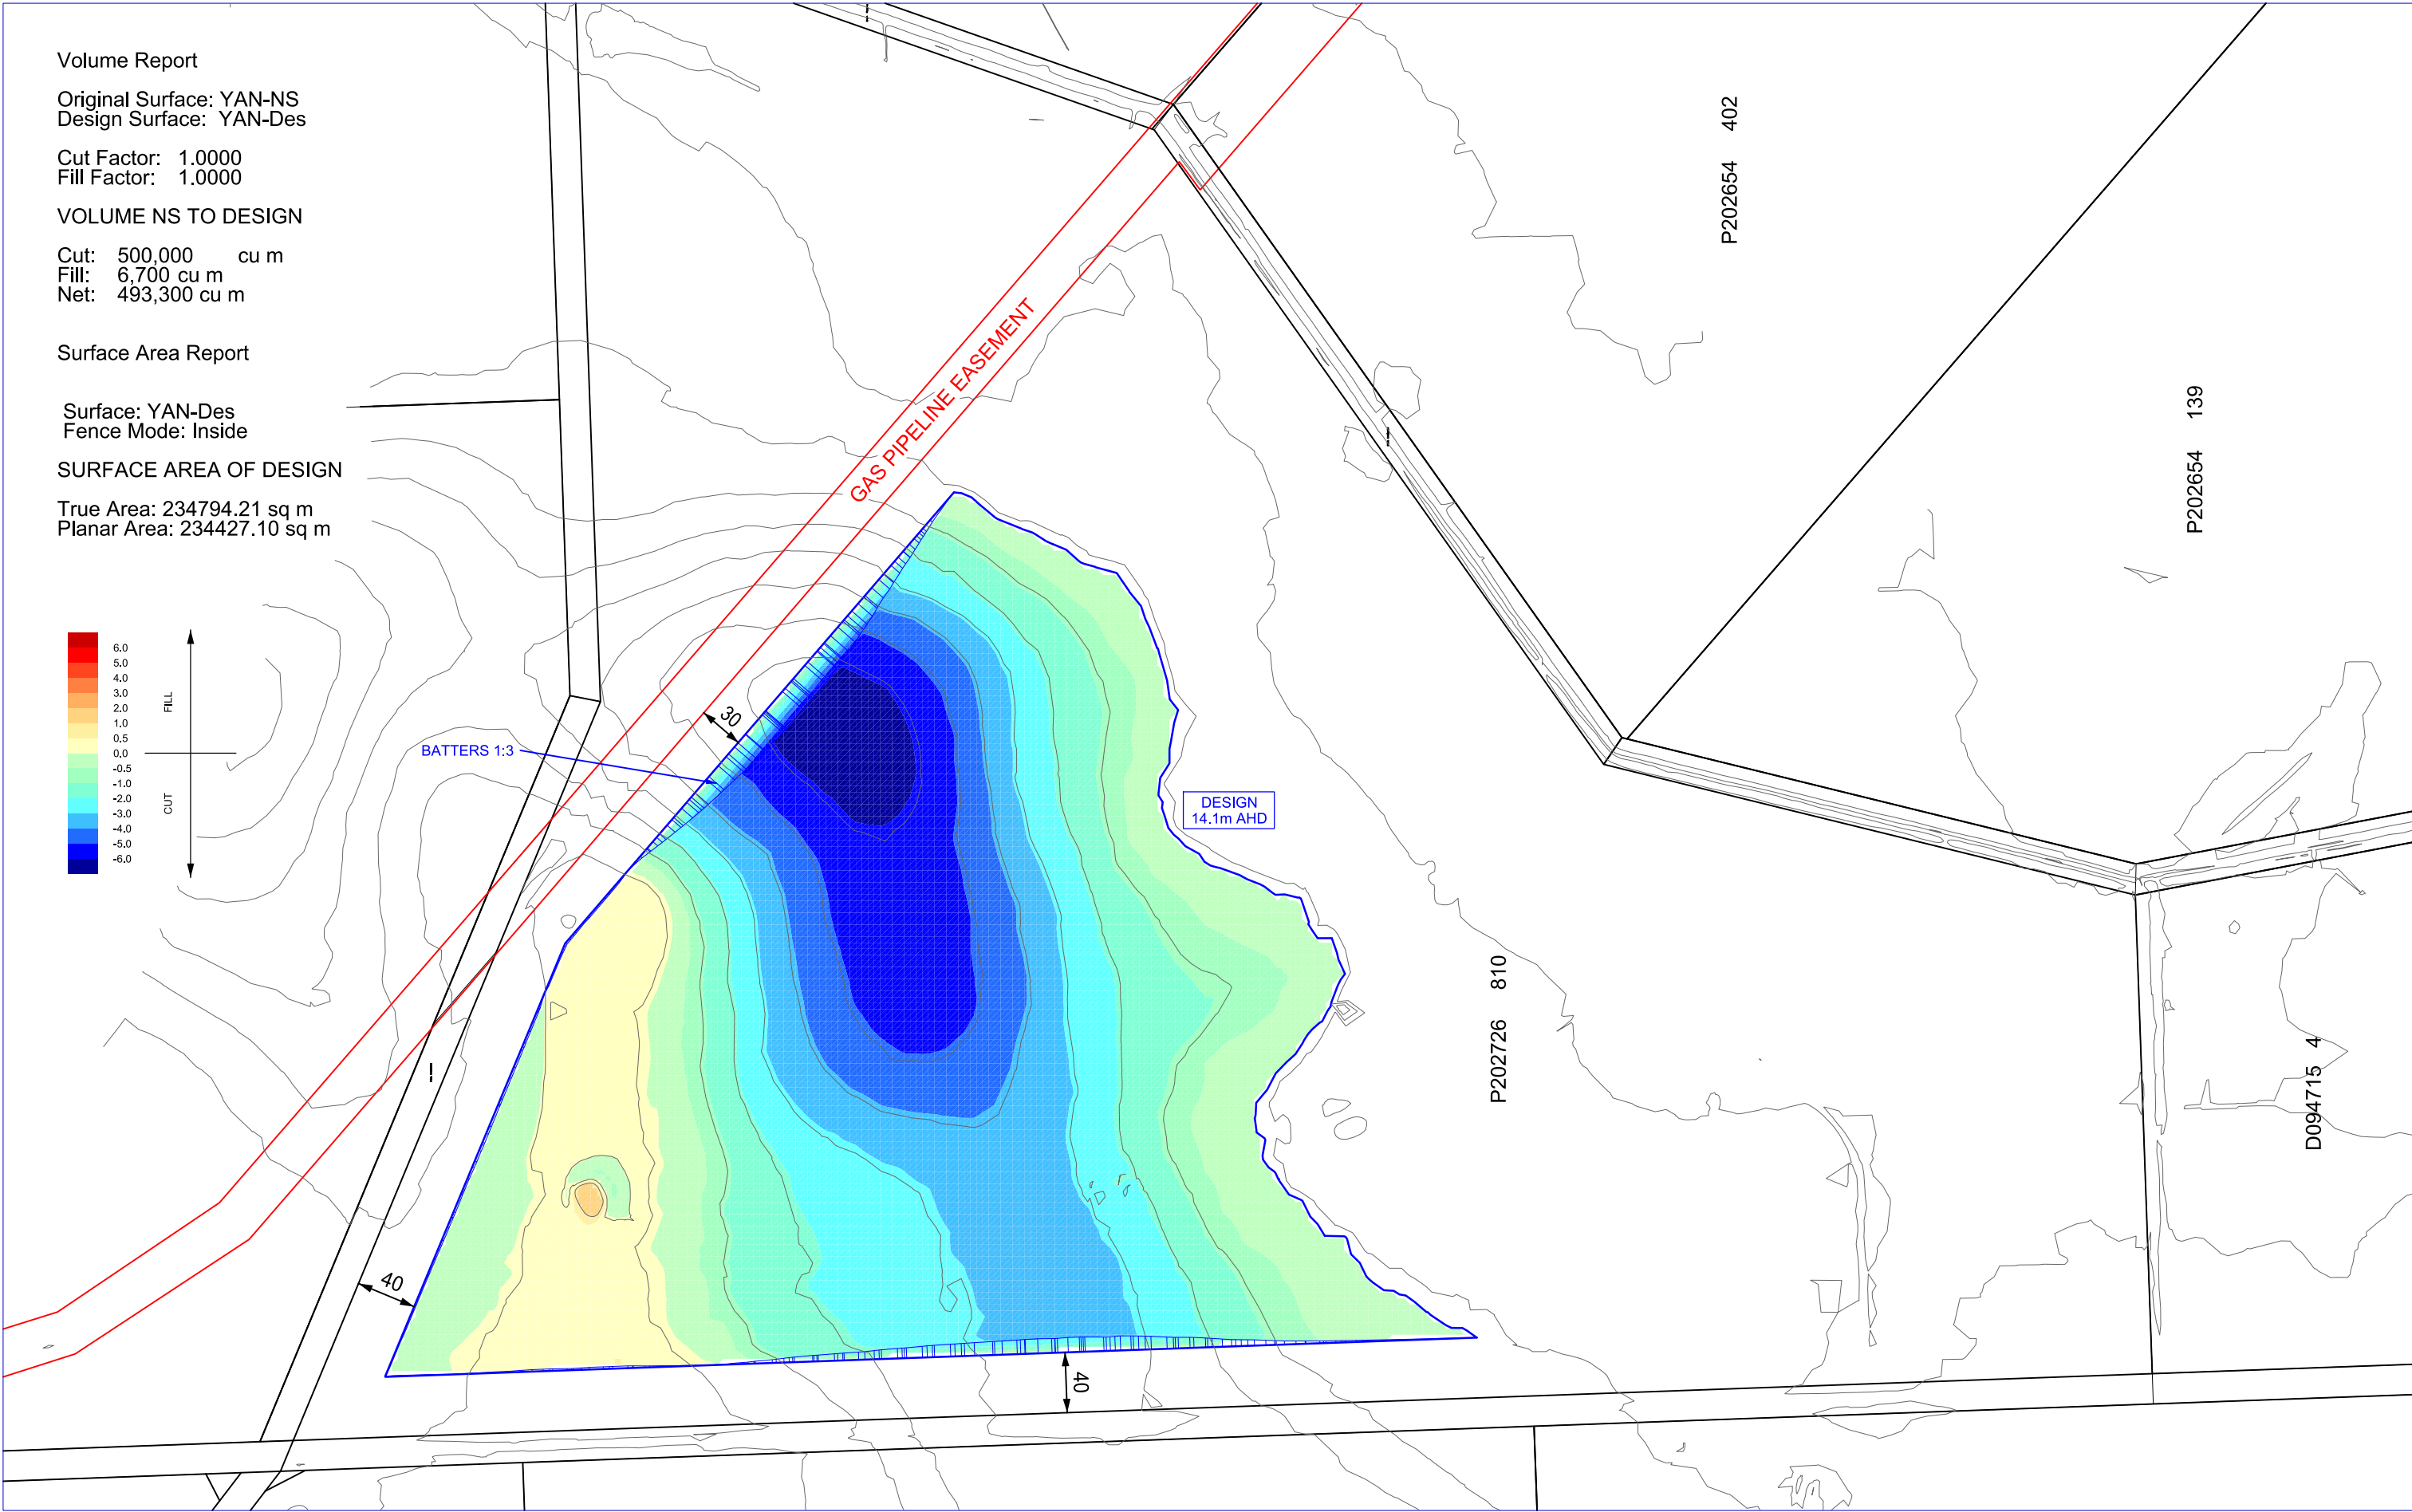 Volume Report
Original Surface: YAN-NS
Design Surface: YAN-Des
Cut Factor: 1.0000
Fill Factor: 1.0000
VOLUME NS TO DESIGN
Cut: 500,000 cu m
Fill: 6,700 cu m
Net: 493,300 cu m
Surface Area Report
Surface: YAN-Des
Fence Mode: Inside
SURFACE AREA OF DESIGN
True Area: 234794.21 sq m
Planar Area: 234427.10 sq m
6.0
5.0
4.0
3.0
2.0
1.0
0.5
0.0
-0.5
-1.0
-2.0
-3.0
-4.0
-5.0
-6.0
FILL
CUT
BATTERS 1:3
GAS PIPELINE EASEMENT
30
40
40
DESIGN
14.1m AHD
P202654 402
P202654 139
P202726 810
D094715 4